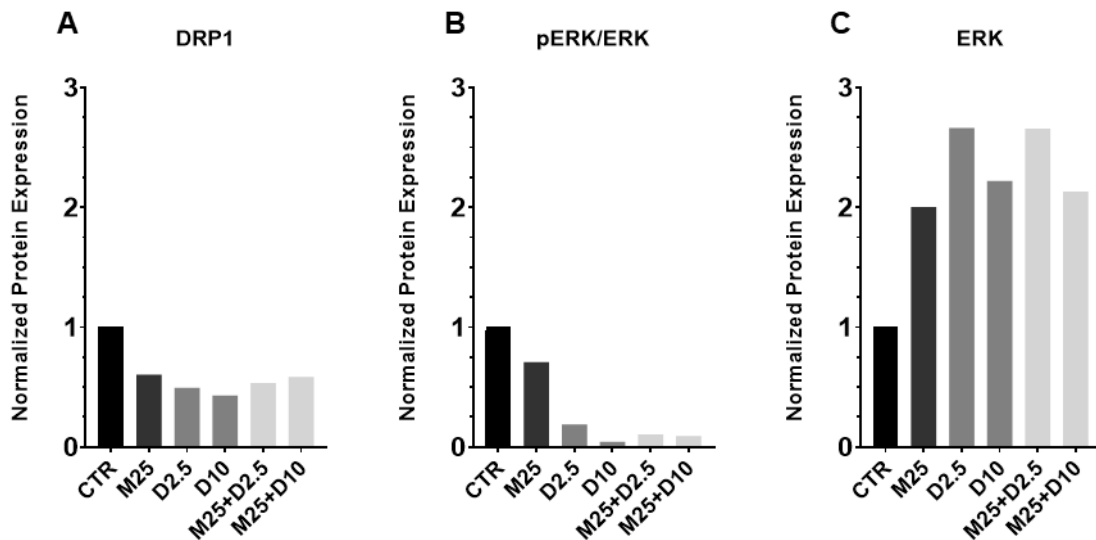 A
DRP1
Normalized Protein Expression
3
2
1
0
CTR
M25
D2.5
D10
M25+D2.5
M25+D10
B
pERK/ERK
Normalized Protein Expression
3
2
1
0
CTR
M25
D2.5
D10
M25+D2.5
M25+D10
C
ERK
Normalized Protein Expression
3
2
1
0
CTR
M25
D2.5
D10
M25+D2.5
M25+D10